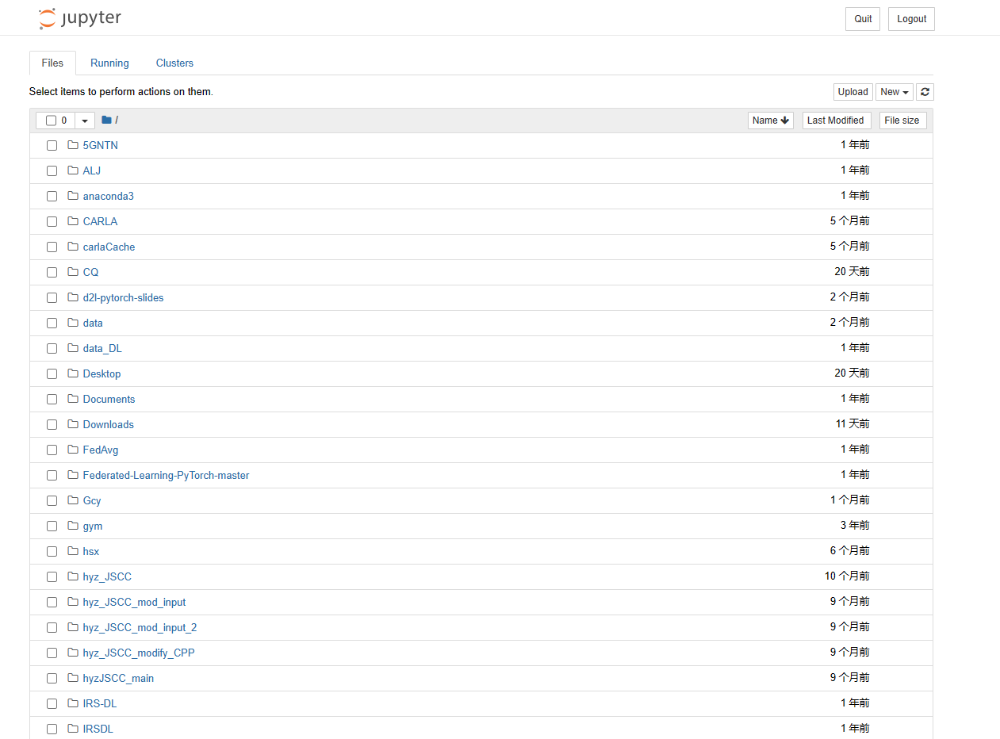 jupyter Quit Logout
Files Running Clusters
Select items to perform actions on them. Upload New
0 / Name Last Modified File size
5GNTN 1 年前
ALJ 1 年前
anaconda3 1 年前
CARLA 5 个月前
carlaCache 5 个月前
CQ 20 天前
d2l-pytorch-slides 2 个月前
data 2 个月前
data_DL 1 年前
Desktop 20 天前
Documents 1 年前
Downloads 11 天前
FedAvg 1 年前
Federated-Learning-PyTorch-master 1 年前
Gcy 1 个月前
gym 3 年前
hsx 6 个月前
hyz_JSCC 10 个月前
hyz_JSCC_mod_input 9 个月前
hyz_JSCC_mod_input_2 9 个月前
hyz_JSCC_modify_CPP 9 个月前
hyzJSCC_main 9 个月前
IRS-DL 1 年前
IRSDL 1 年前